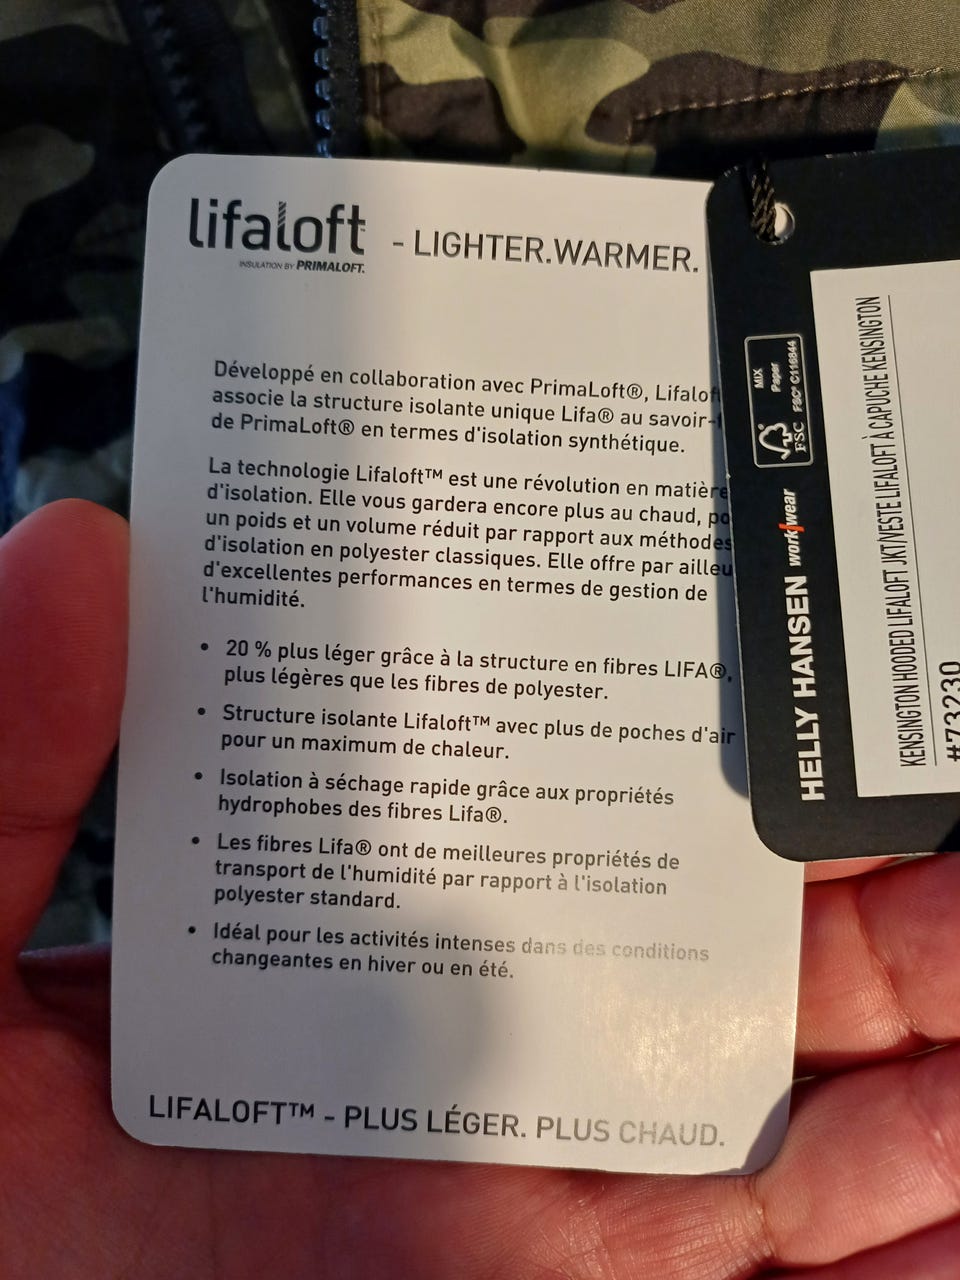 lifaloft
INSULATION BY PRIMALOFT.
- LIGHTER.WARMER.
Développé en collaboration avec PrimaLoft®, Lifaloft
associe la structure isolante unique Lifa® au savoir-
de PrimaLoft® en termes d'isolation synthétique.
La technologie Lifaloft™ est une révolution en matière
d'isolation. Elle vous gardera encore plus au chaud,
un poids et un volume réduit par rapport aux méthodes
d'isolation en polyester classiques. Elle offre par
d'excellentes performances en termes de gestion de
l'humidité.
• 20 % plus léger grâce à la structure en fibres LIFA®,
plus légères que les fibres de polyester.
• Structure isolante Lifaloft™ avec plus de poches d'air
pour un maximum de chaleur.
• Isolation à séchage rapide grâce aux propriétés
hydrophobes des fibres Lifa®.
• Les fibres Lifa® ont de meilleures propriétés de
transport de l'humidité par rapport à l'isolation
polyester standard.
• Idéal pour les activités intenses dans des conditions
changeantes en hiver ou en été.
LIFALOFT™ - PLUS LÉGER. PLUS CHAUD.
MIX
Paper
FSC
FSC® C116844
HELLY HANSEN workwear
KENSINGTON HOODED LIFALOFT JKT/VESTE LIFALOFT À CAPUCHE KENSINGTON
#73230